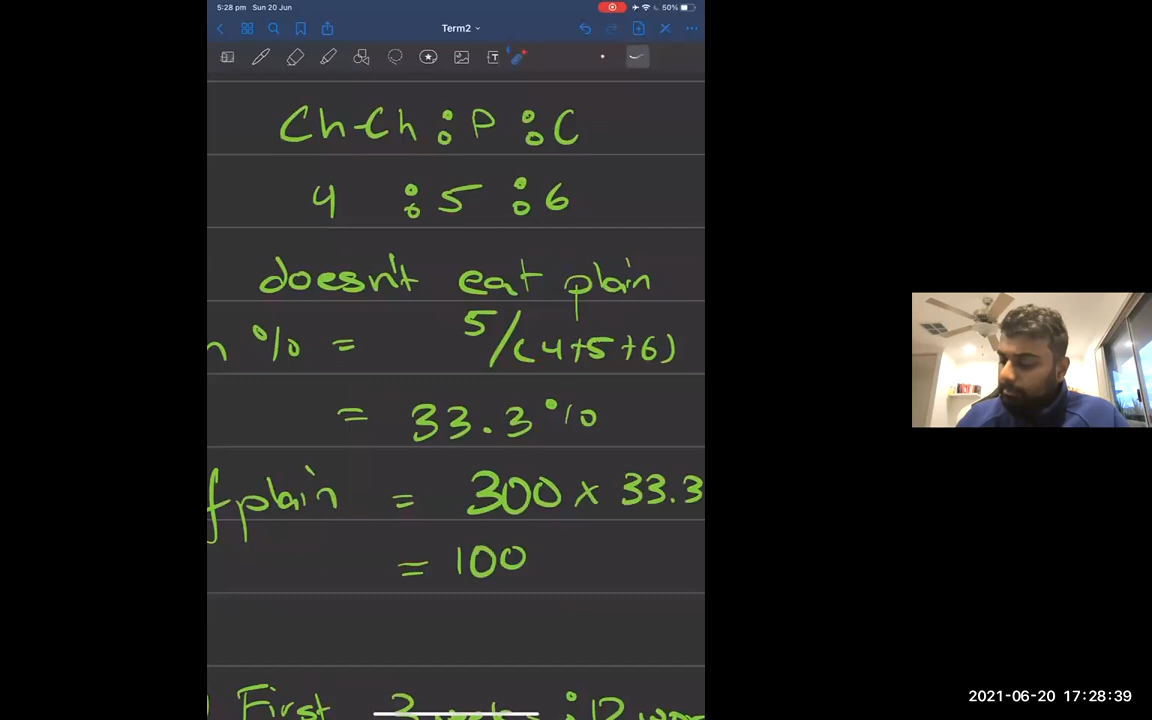 5:28 pm Sun 20 Jun
50%
Term2
Ch-Ch : P : C
4 : 5 : 6
doesn't eat plain
n % = 5/(4+5+6)
= 33.3%
f plain = 300 x 33.3
= 100
First
2021-06-20 17:28:39